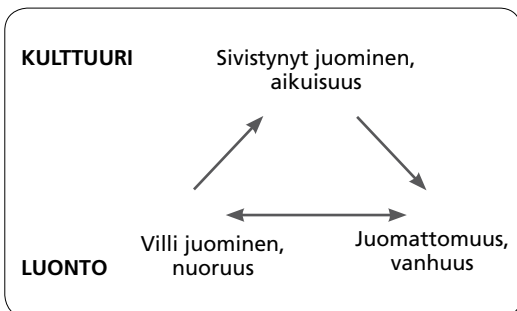 KULTTUURI
Sivistynyt juominen,
aikuisuus
Villi juominen,
nuoruus
Juomattomuus,
vanhuus
LUONTO